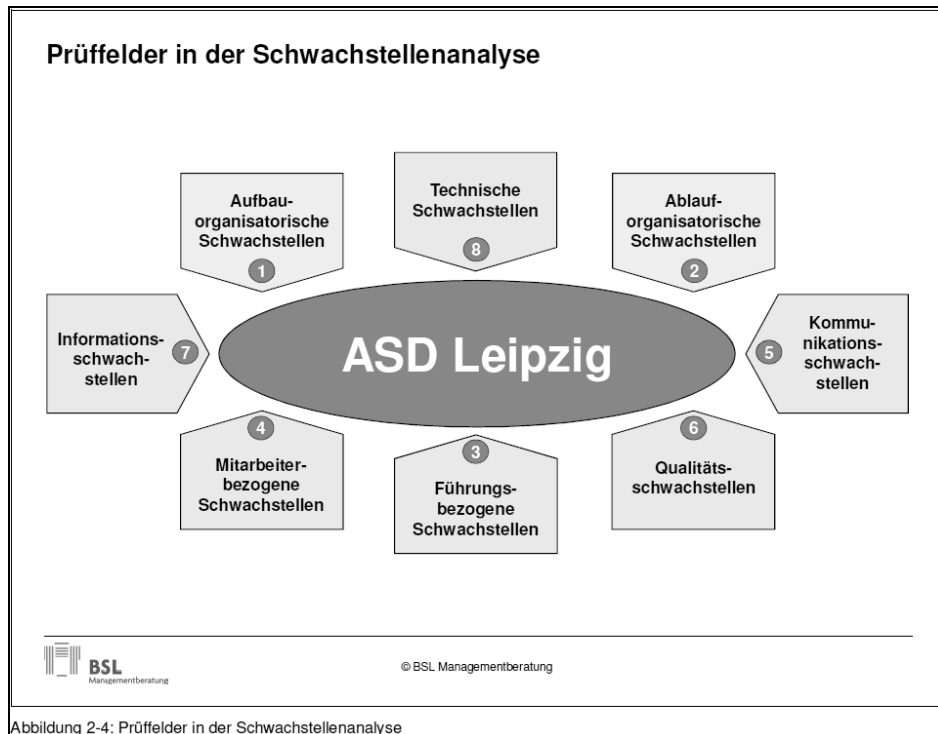 Prüffelder in der Schwachstellenanalyse
Aufbau-
organisatorische
Schwachstellen
1
Technische
Schwachstellen
8
Ablauf-
organisatorische
Schwachstellen
2
Informations-
schwach-
stellen
7
ASD Leipzig
Kommu-
nikations-
schwach-
stellen
5
4
Mitarbeiter-
bezogene
Schwachstellen
3
Führungs-
bezogene
Schwachstellen
6
Qualitäts-
schwachstellen
BSL
Managementberatung
© BSL Managementberatung
Abbildung 2-4: Prüffelder in der Schwachstellenanalyse